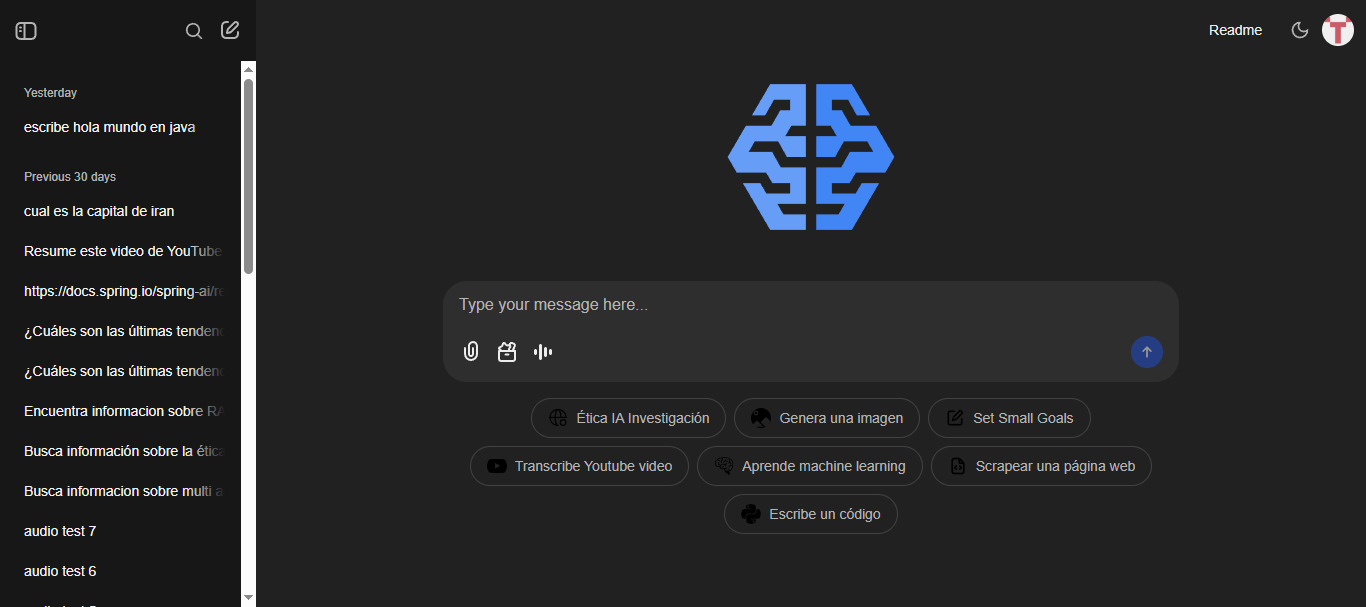 Readme
Yesterday
escribe hola mundo en java
Previous 30 days
cual es la capital de iran
Resume este video de YouTube
https://docs.spring.io/spring-ai/re
¿Cuáles son las últimas tendenc
¿Cuáles son las últimas tendenc
Encuentra informacion sobre RA
Busca información sobre la ética
Busca informacion sobre multi a
audio test 7
audio test 6
Type your message here...
Ética IA Investigación
Genera una imagen
Set Small Goals
Transcribe Youtube video
Aprende machine learning
Scrapear una página web
Escribe un código